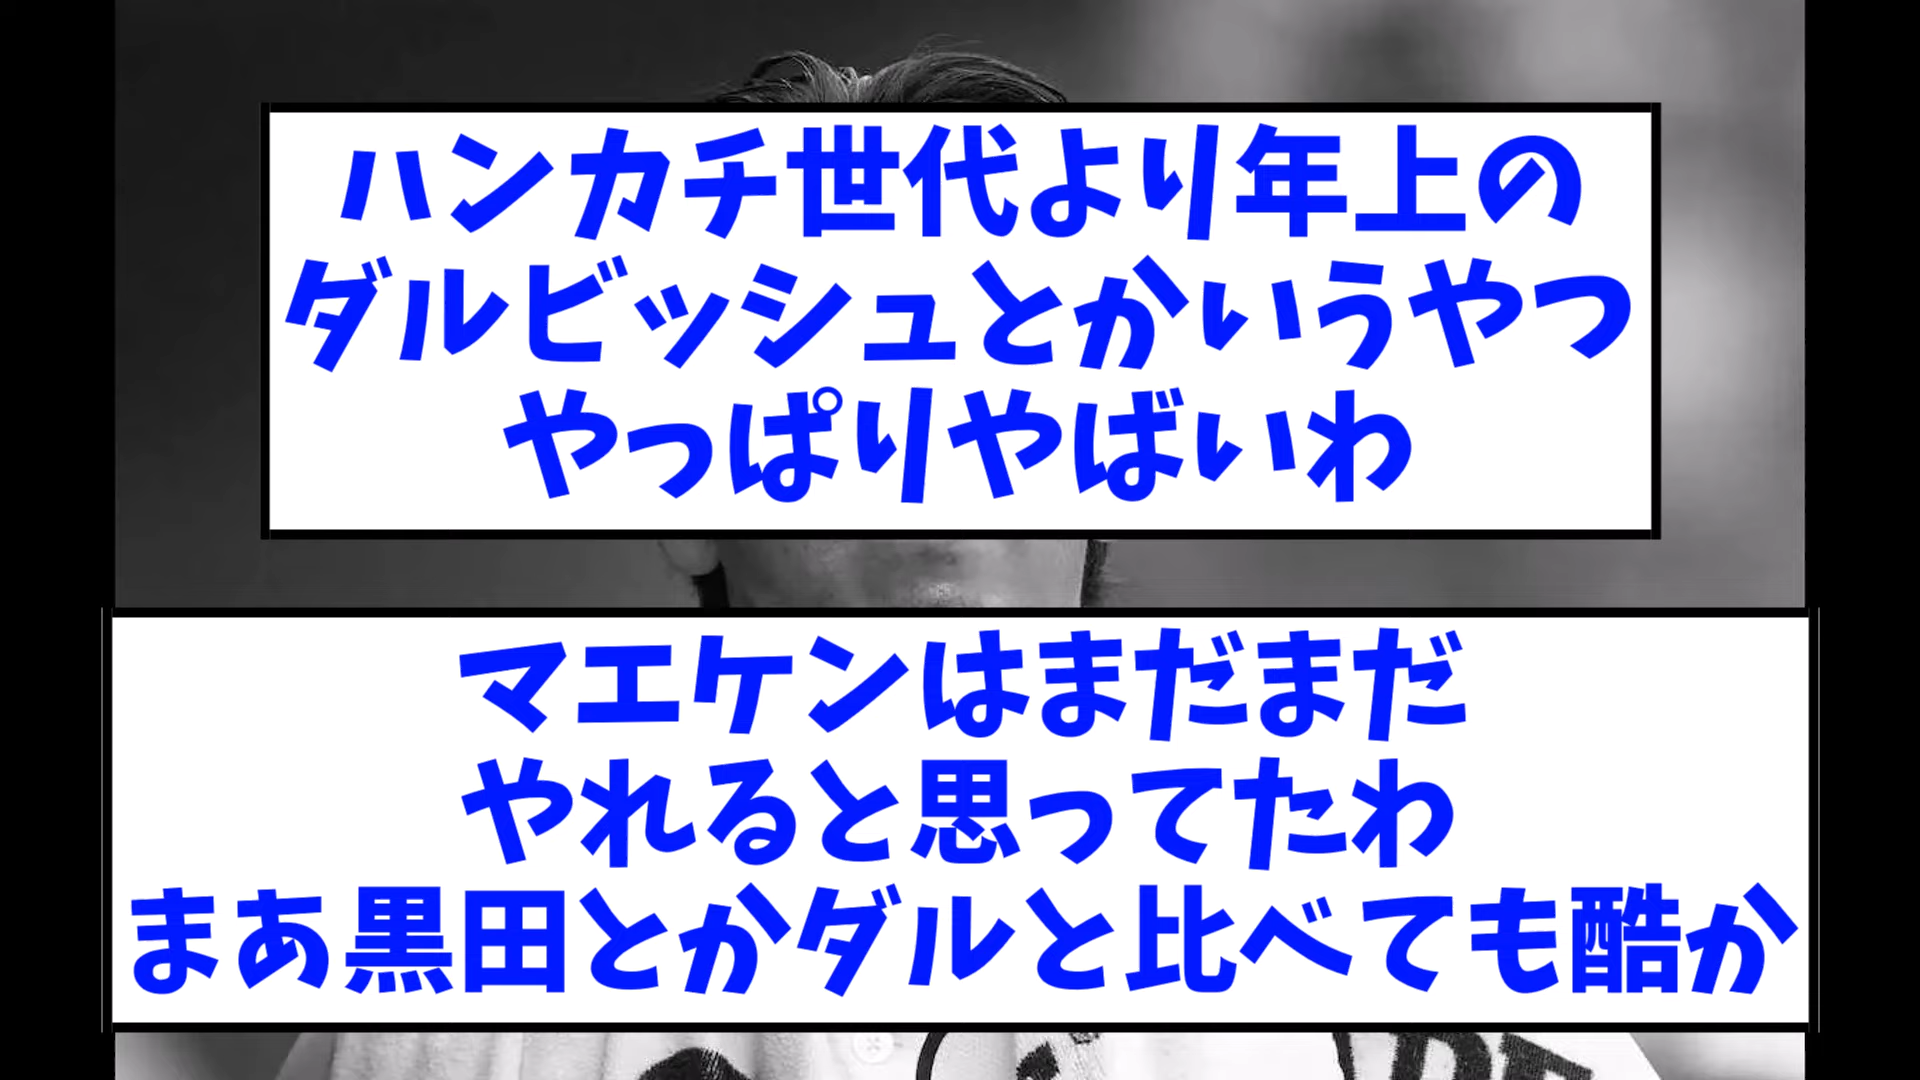 ハンカチ世代より年上の
ダルビッシュとかいうやつ
やっぱりやばいわ
マエケンはまだまだ
やれると思ってたわ
まあ黒田とかダルと比べても酷か